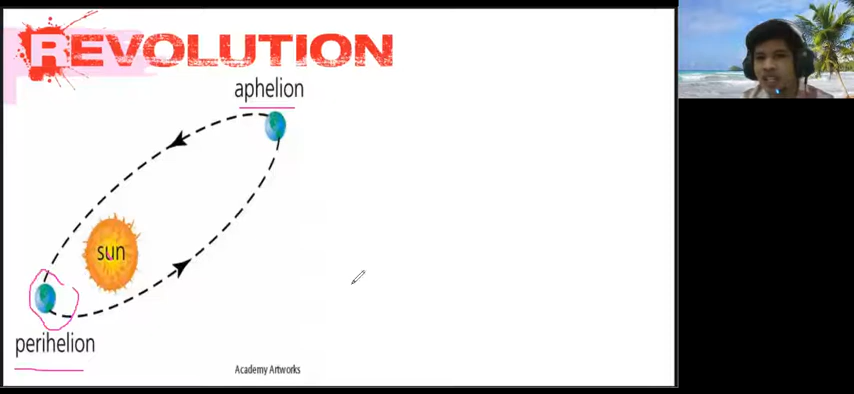 REVOLUTION
aphelion
sun
perihelion
Academy Artworks